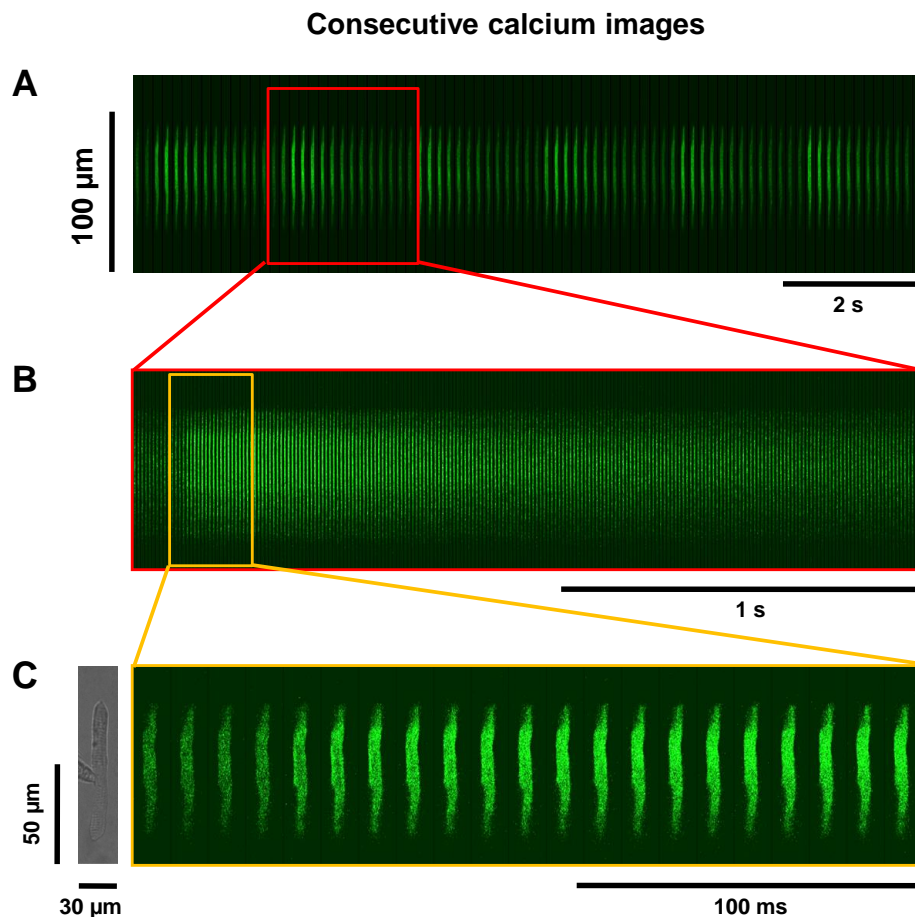 Consecutive calcium images
A
100 µm
2 s
B
1 s
C
50 µm
30 µm
100 ms